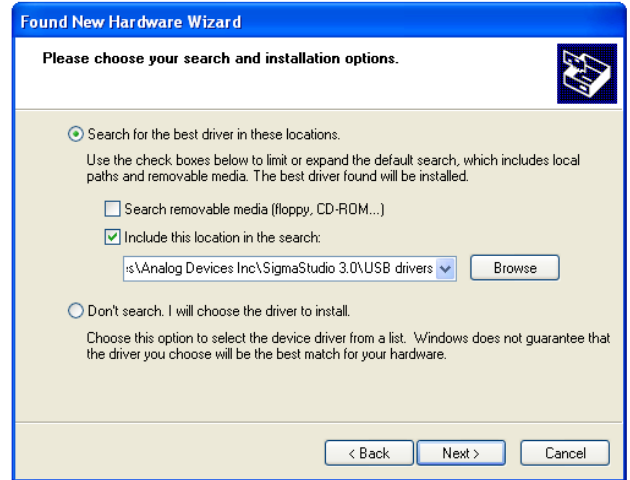 Found New Hardware Wizard
Please choose your search and installation options.
Search for the best driver in these locations.
Use the check boxes below to limit or expand the default search, which includes local
paths and removable media. The best driver found will be installed.
Search removable media (floppy, CD-ROM...)
Include this location in the search:
s\Analog Devices Inc\SigmaStudio 3.0\USB drivers
Browse
Don't search. I will choose the driver to install.
Choose this option to select the device driver from a list. Windows does not guarantee that
the driver you choose will be the best match for your hardware.
< Back
Next >
Cancel